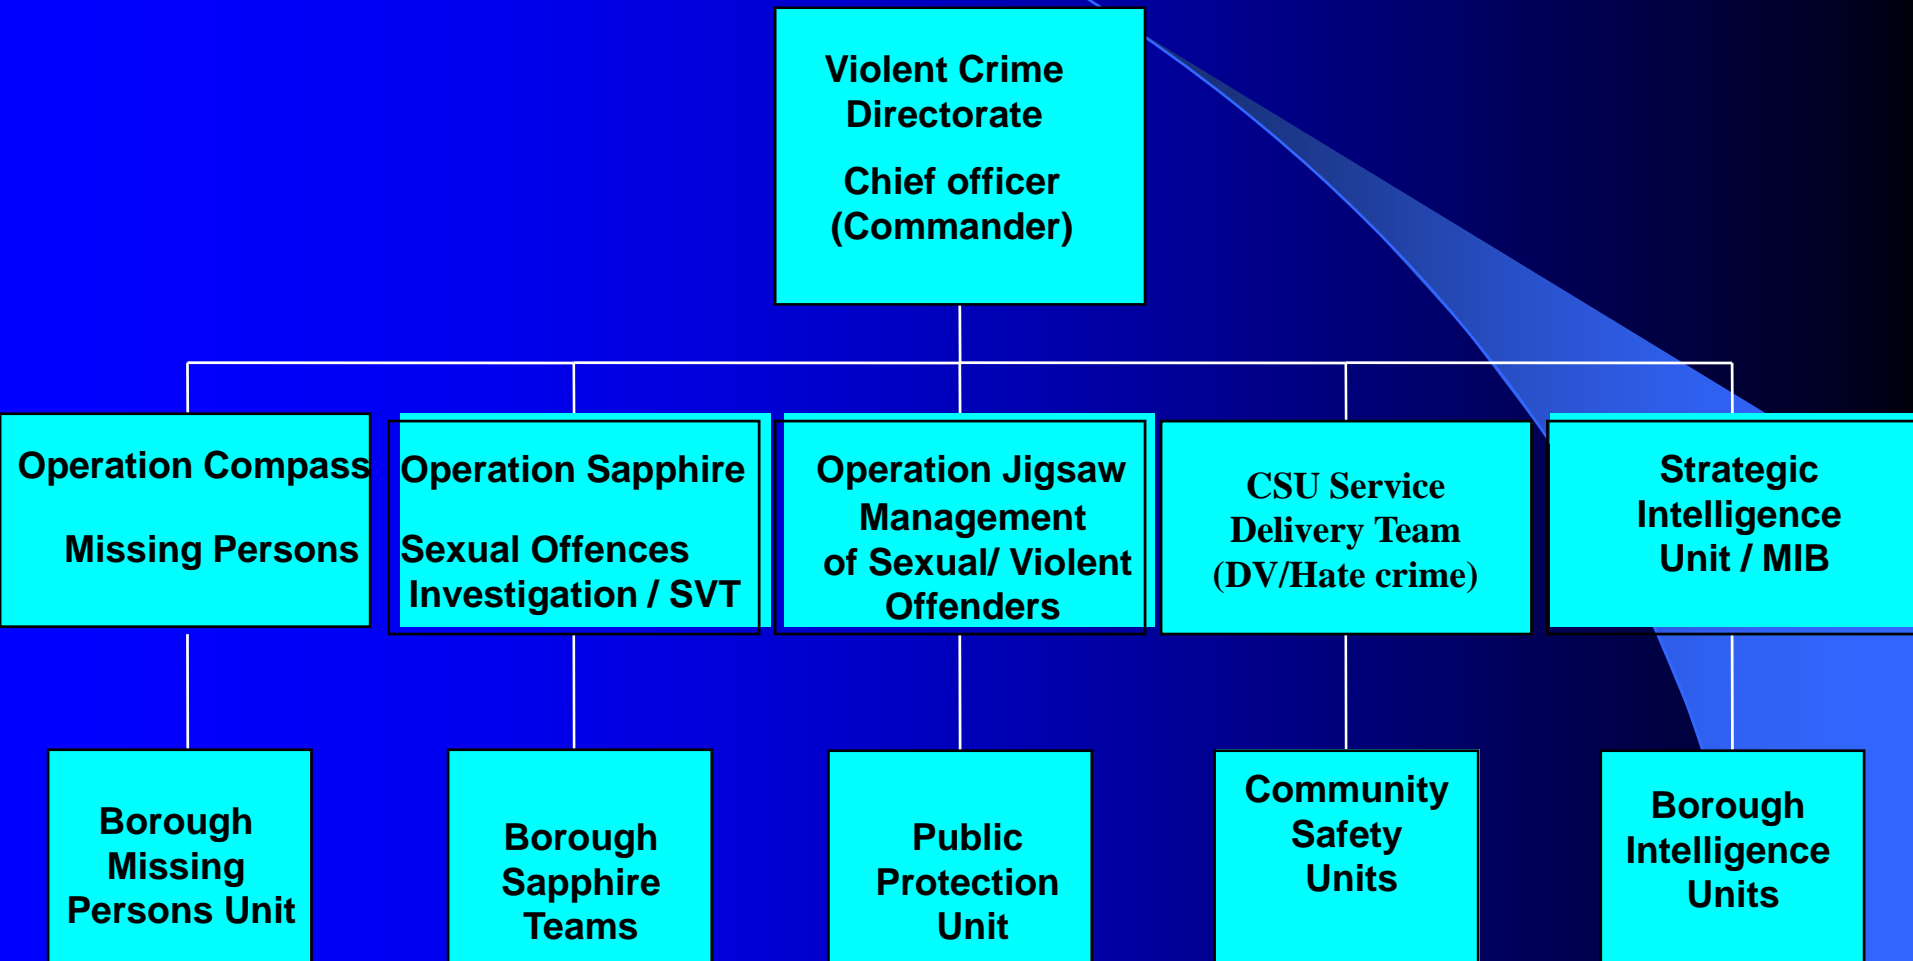 Violent Crime
Directorate
Chief officer
(Commander)
Operation Compass
Missing Persons
Operation Sapphire
Sexual Offences
Investigation / SVT
Operation Jigsaw
Management
of Sexual/ Violent
Offenders
CSU Service
Delivery Team
(DV/Hate crime)
Strategic
Intelligence
Unit / MIB
Borough
Missing
Persons Unit
Borough
Sapphire
Teams
Public
Protection
Unit
Community
Safety
Units
Borough
Intelligence
Units